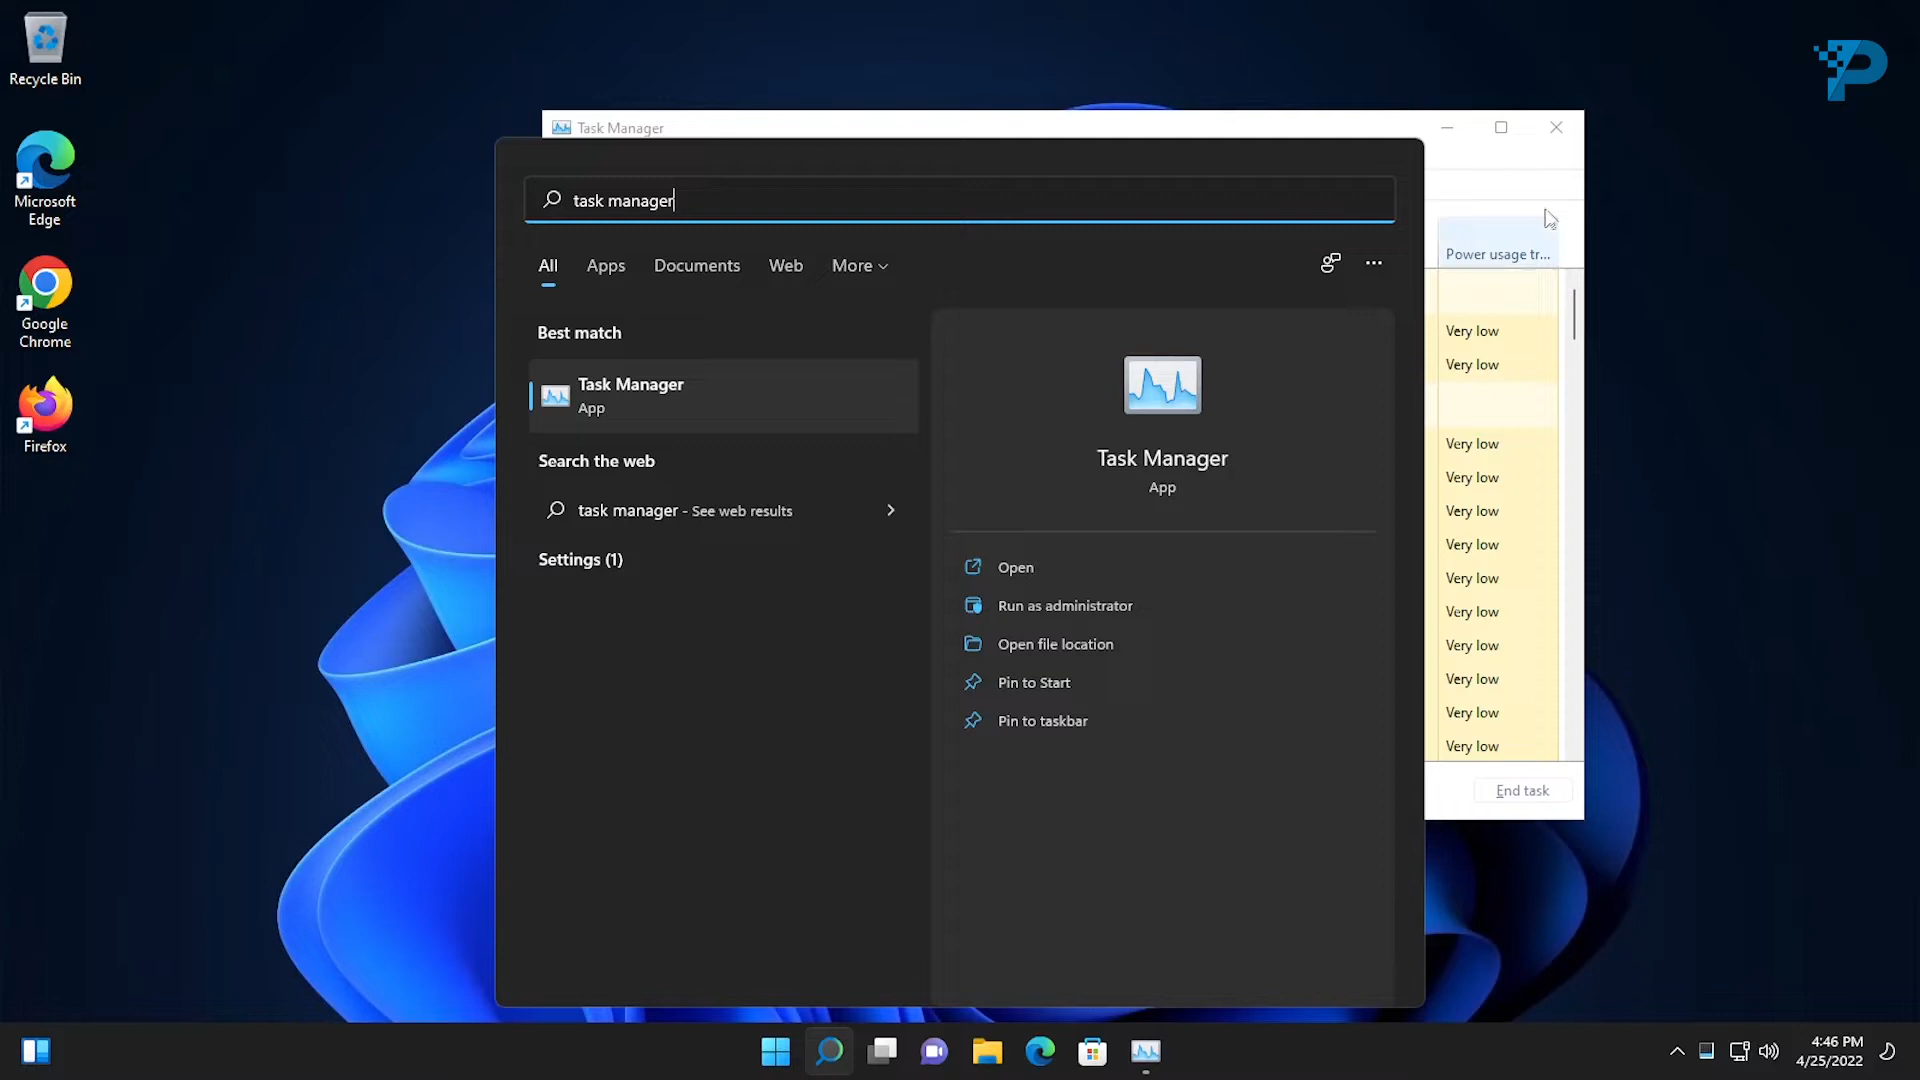 Recycle Bin
Microsoft
Edge
Google
Chrome
Firefox
Task Manager
task manager
All
Apps
Documents
Web
More
Best match
Task Manager
App
Search the web
task manager - See web results
Settings (1)
Task Manager
App
Open
Run as administrator
Open file location
Pin to Start
Pin to taskbar
Power usage tr...
Very low
Very low
Very low
Very low
Very low
Very low
Very low
Very low
Very low
Very low
Very low
Very low
End task
4:46 PM
4/25/2022